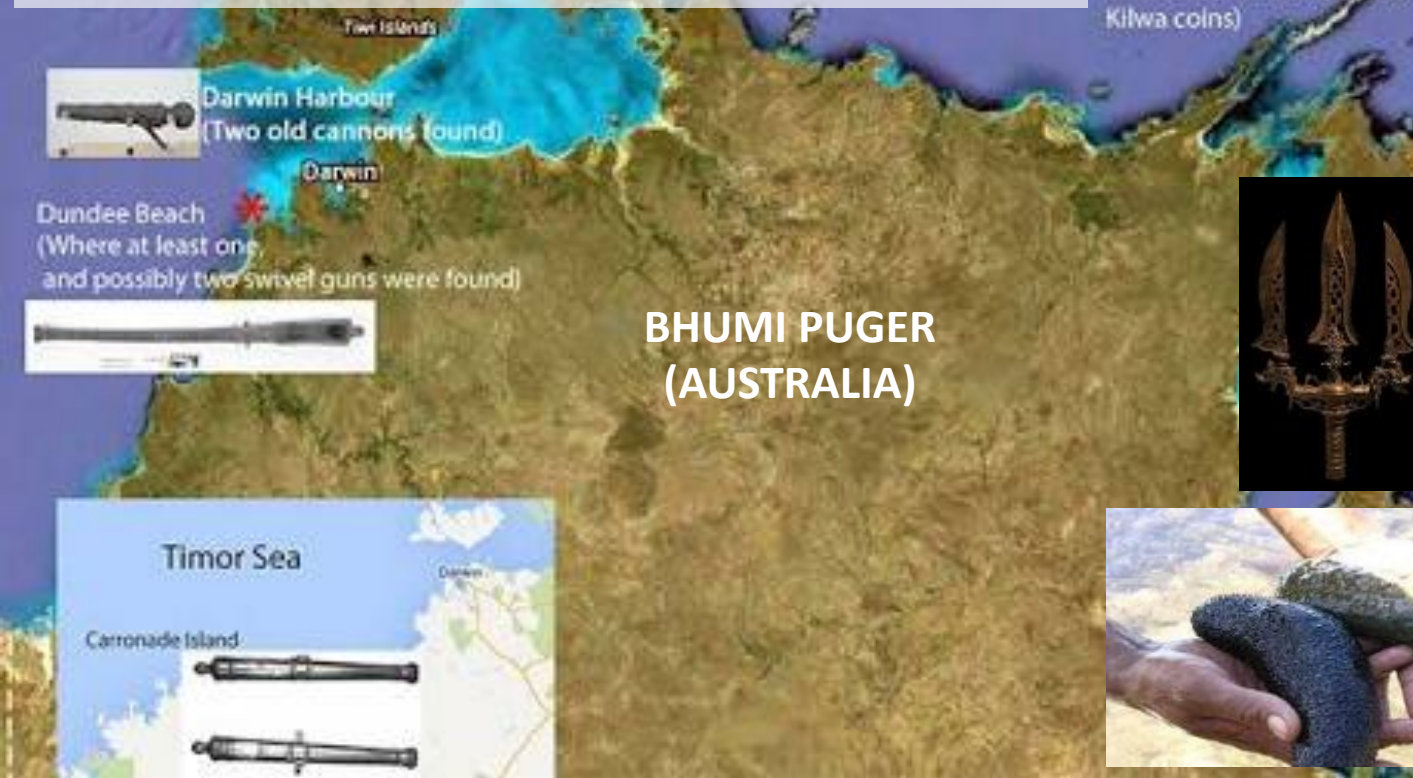 Tiwi Islands
Kilwa coins)
Darwin Harbour
(Two old cannons found)
Darwin
Dundee Beach
(Where at least one,
and possibly two swivel guns were found)
BHUMI PUGER
(AUSTRALIA)
Timor Sea
Darwin
Carronade Island